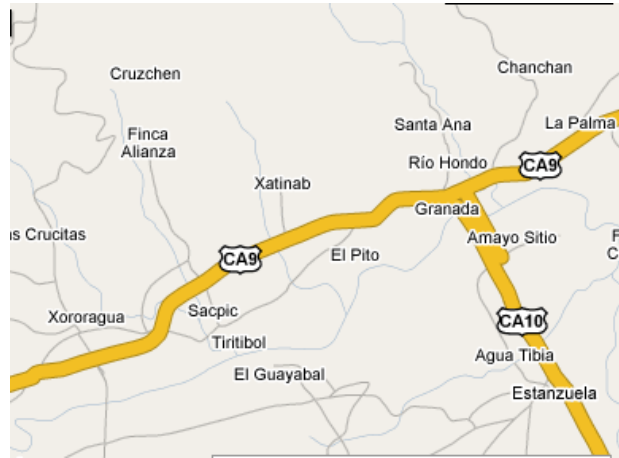 Chanchan
Cruzchen
La Palma
Santa Ana
Finca
Alianza
Río Hondo
CA9
Xatinab
Granada
Crucitas
Amayo Sitio
El Pito
CA9
Sacpic
Xororagua
CA10
Tiritibol
Agua Tibia
El Guayabal
Estanzuela